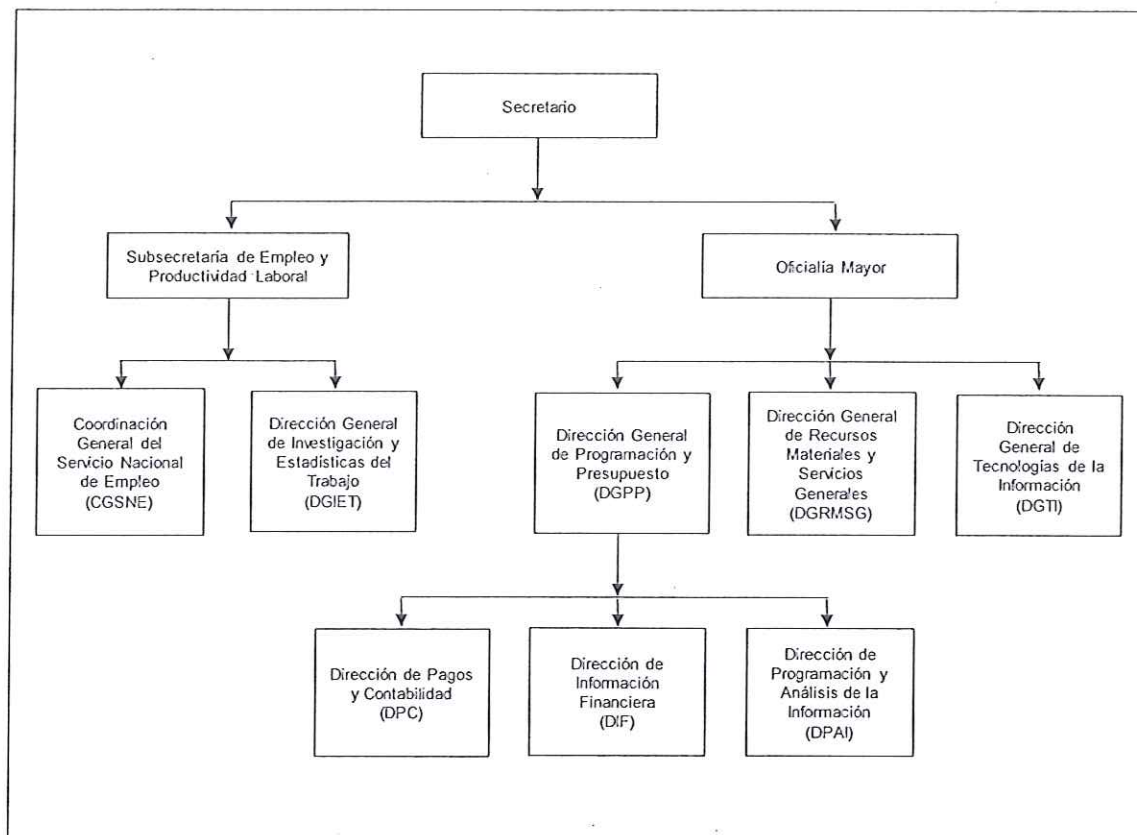 Secretario
Subsecretaría de Empleo y
Productividad Laboral
Oficialía Mayor
Coordinación
General del
Servicio Nacional
de Empleo
(CGSNE)
Dirección General
de Investigación y
Estadísticas del
Trabajo
(DGIET)
Dirección General
de Programación y
Presupuesto
(DGPP)
Dirección General
de Recursos
Materiales y
Servicios
Generales
(DGRMSG)
Dirección
General de
Tecnologías de la
Información
(DGTI)
Dirección de Pagos
y Contabilidad
(DPC)
Dirección de
Información
Financiera
(DIF)
Dirección de
Programación y
Análisis de la
Información
(DPAI)